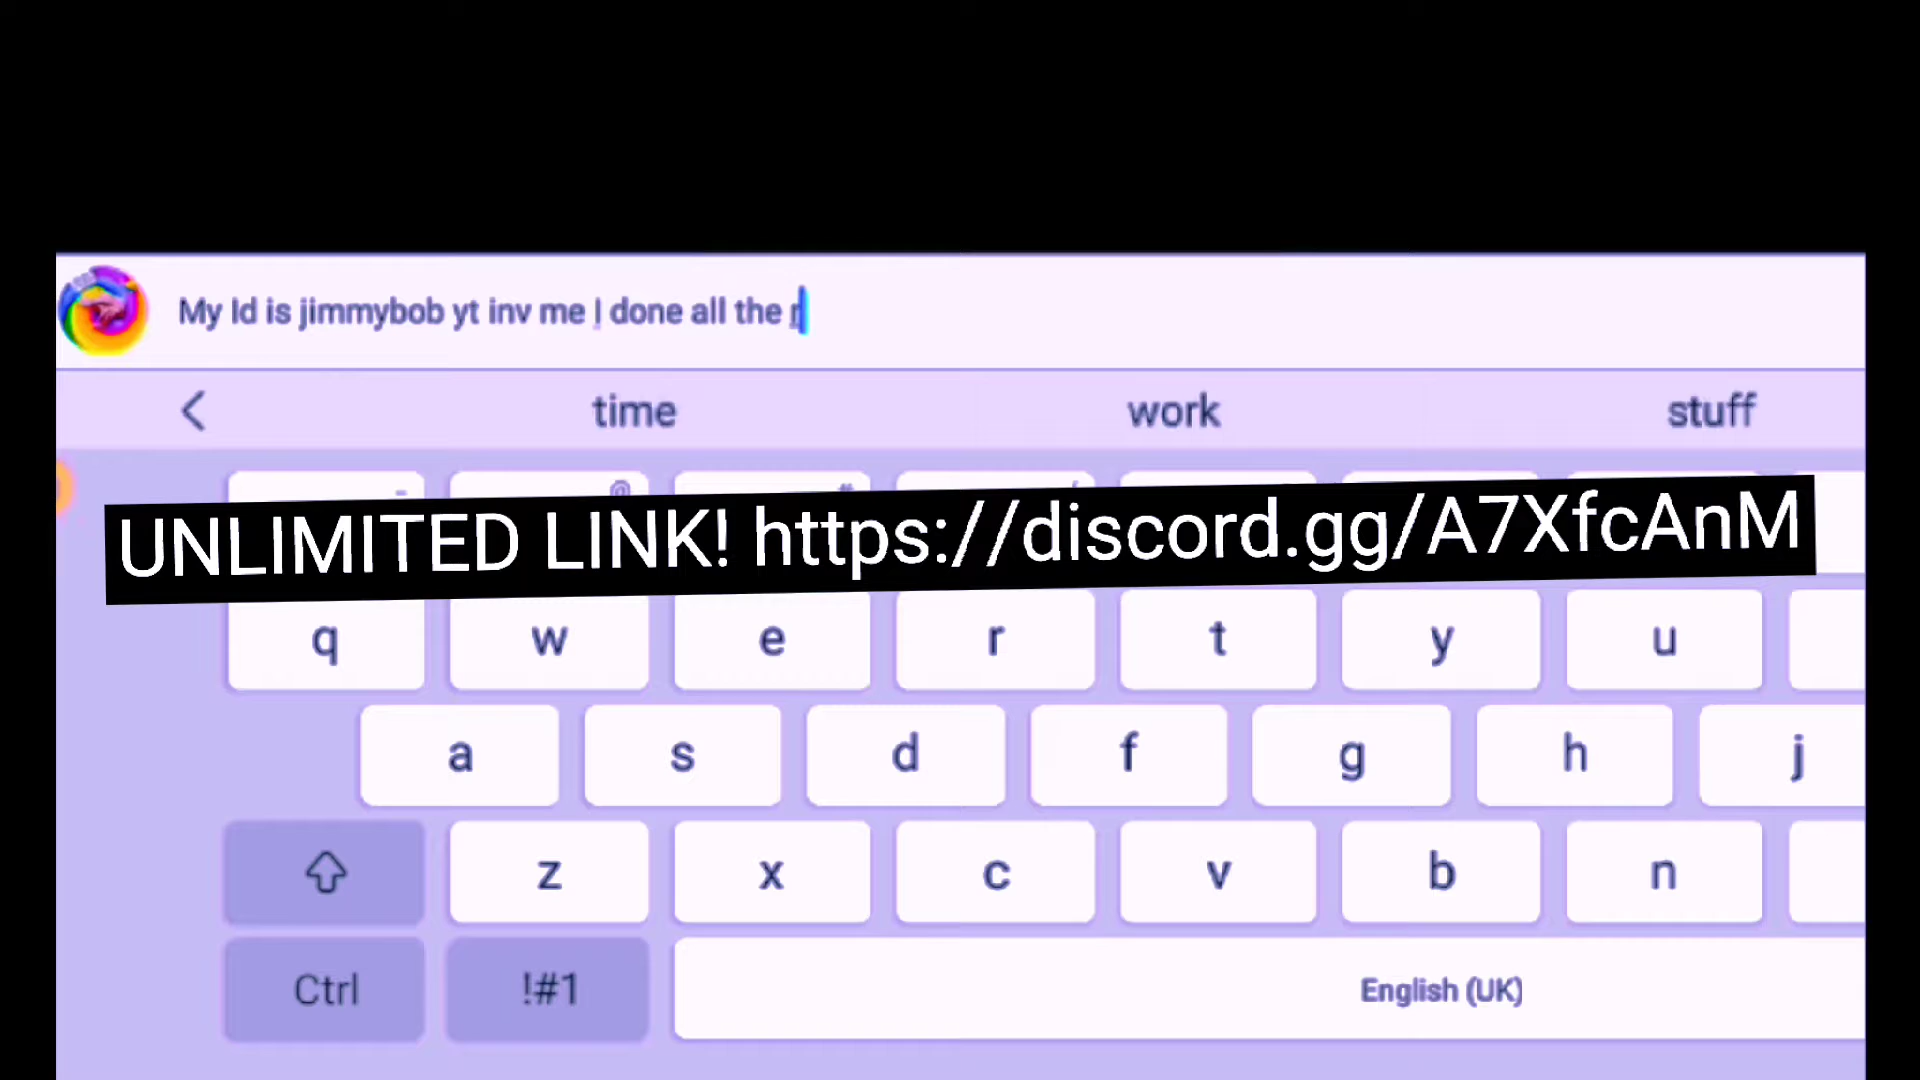 My Id is jimmybob yt inv me I done all the r
time work stuff
UNLIMITED LINK! https://discord.gg/A7XfcAnM
q w e r t y u
a s d f g h j
z x c v b n
Ctrl !#1 English (UK)